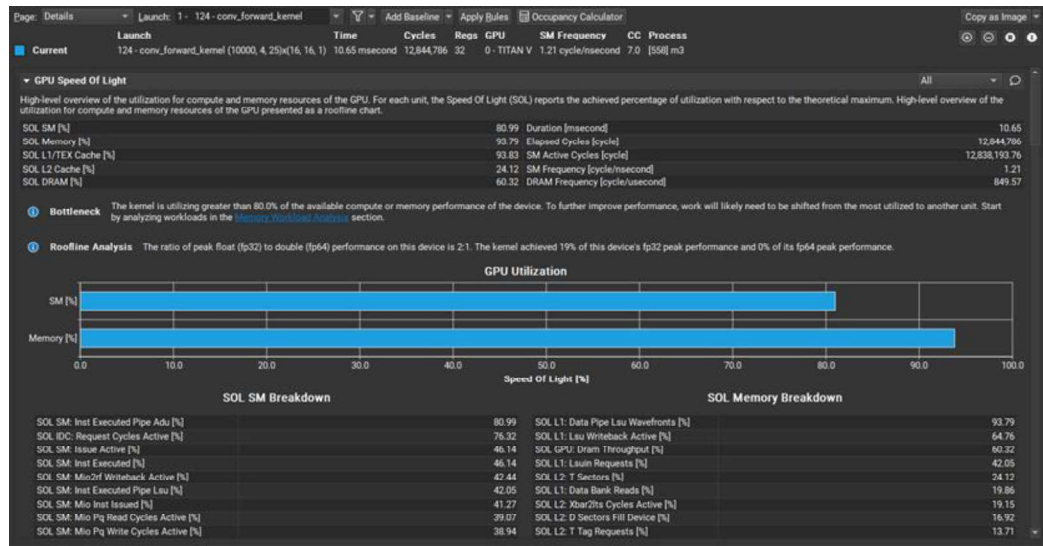 Page: Details Launch: 1 - 124 - conv_forward_kernel Add Baseline Apply Rules Occupancy Calculator Copy as Image
Launch Time Cycles Regs GPU SM Frequency CC Process
Current 124 - conv_forward_kernel (10000, 4, 25)x(16, 16, 1) 10.65 msecond 12,844,786 32 0 - TITAN V 1.21 cycle/nsecond 7.0 [558] m3
GPU Speed Of Light All
High-level overview of the utilization for compute and memory resources of the GPU. For each unit, the Speed Of Light (SOL) reports the achieved percentage of utilization with respect to the theoretical maximum. High-level overview of the
utilization for compute and memory resources of the GPU presented as a roofline chart.
SOL SM [%] 80.99 Duration [msecond] 10.65
SOL Memory [%] 93.79 Elapsed Cycles [cycle] 12,844,786
SOL L1/TEX Cache [%] 93.83 SM Active Cycles [cycle] 12,838,193.76
SOL L2 Cache [%] 24.12 SM Frequency [cycle/nsecond] 1.21
SOL DRAM [%] 60.32 DRAM Frequency [cycle/usecond] 849.57
Bottleneck The kernel is utilizing greater than 80.0% of the available compute or memory performance of the device. To further improve performance, work will likely need to be shifted from the most utilized to another unit. Start
by analyzing workloads in the Memory Workload Analysis section.
Roofline Analysis The ratio of peak float (fp32) to double (fp64) performance on this device is 2:1. The kernel achieved 19% of this device's fp32 peak performance and 0% of its fp64 peak performance.
GPU Utilization
SM [%]
Memory [%]
0.0 10.0 20.0 30.0 40.0 50.0 60.0 70.0 80.0 90.0 100.0
Speed Of Light [%]
SOL SM Breakdown SOL Memory Breakdown
SOL SM: Inst Executed Pipe Adu [%] 80.99 SOL L1: Data Pipe Lsu Wavefronts [%] 93.79
SOL IDC: Request Cycles Active [%] 76.32 SOL L1: Lsu Writeback Active [%] 64.76
SOL SM: Issue Active [%] 46.14 SOL GPU: Dram Throughput [%] 60.32
SOL SM: Inst Executed [%] 46.14 SOL L1: Lsuin Requests [%] 42.05
SOL SM: Mio2rf Writeback Active [%] 42.44 SOL L2: T Sectors [%] 24.12
SOL SM: Inst Executed Pipe Lsu [%] 42.05 SOL L1: Data Bank Reads [%] 19.86
SOL SM: Mio Inst Issued [%] 41.27 SOL L2: Xbar2lts Cycles Active [%] 19.15
SOL SM: Mio Pq Read Cycles Active [%] 39.07 SOL L2: D Sectors Fill Device [%] 16.92
SOL SM: Mio Pq Write Cycles Active [%] 38.94 SOL L2: T Tag Requests [%] 13.71